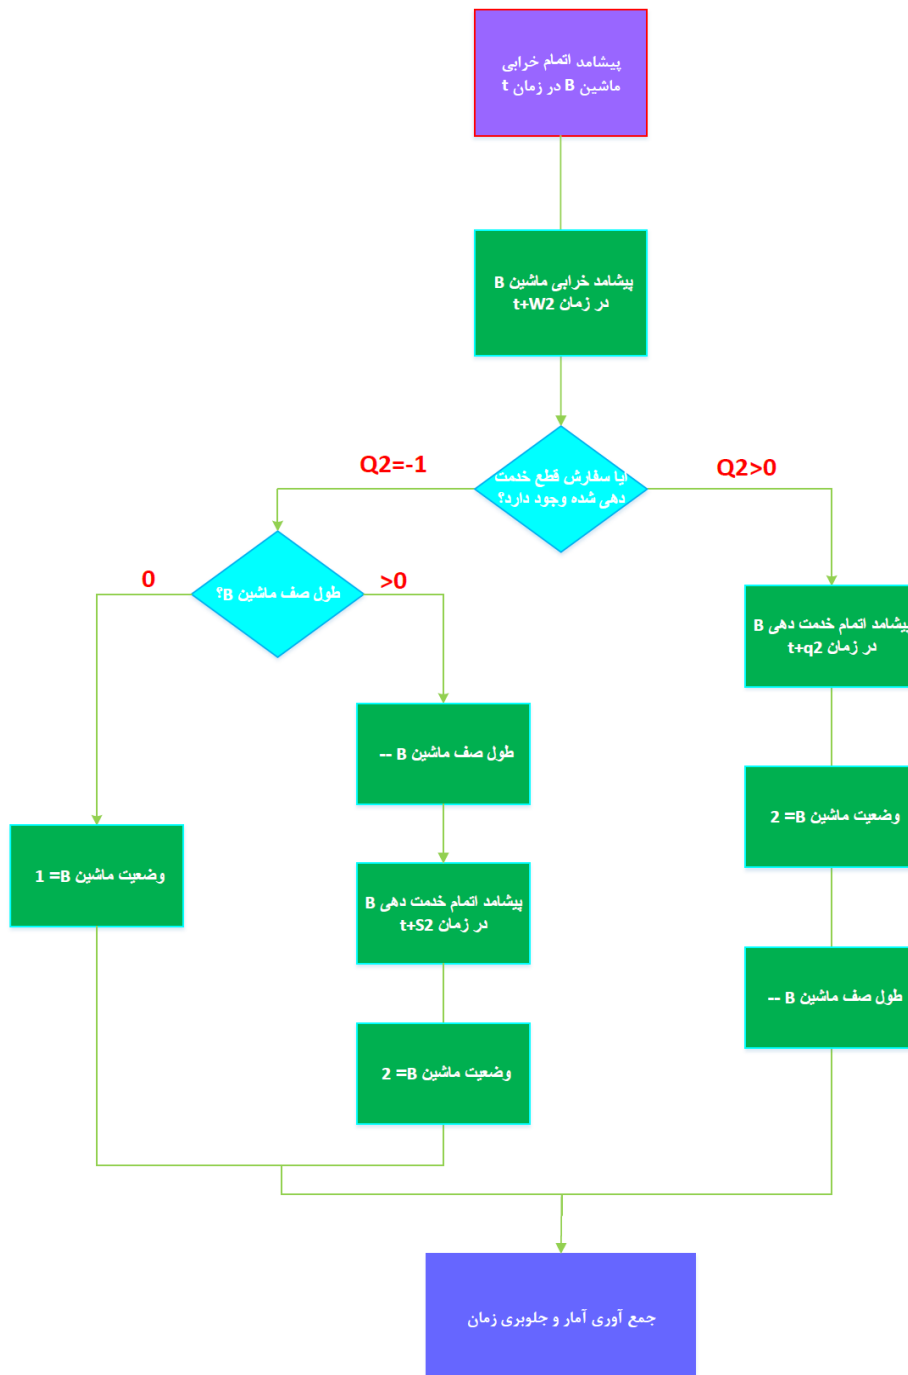 پیشامد اتمام خرابی
ماشین B در زمان t
پیشامد خرابی ماشین B
در زمان t+W2
Q2=-1
ایا سفارش قطع خدمت
دهی شده وجود دارد؟
Q2>0
0
طول صف ماشین B؟
>0
پیشامد اتمام خدمت دهی B
در زمان t+q2
طول صف ماشین B --
وضعیت ماشین B= 2
وضعیت ماشین B= 1
پیشامد اتمام خدمت دهی B
در زمان t+S2
طول صف ماشین B --
وضعیت ماشین B= 2
جمع آوری آمار و جلوبری زمان